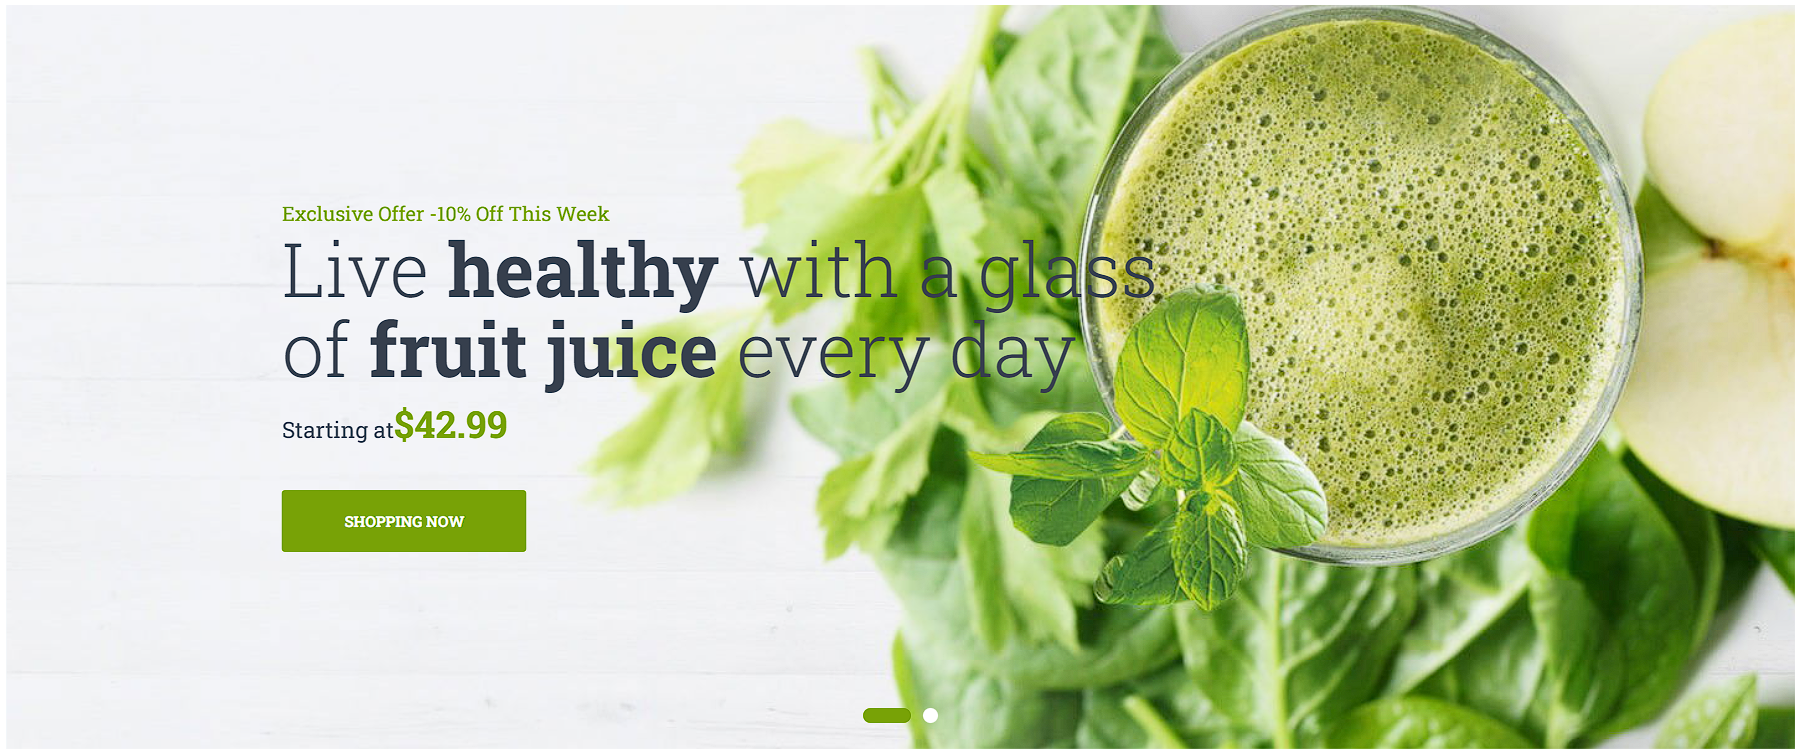 Exclusive Offer -10% Off This Week
Live healthy with a glass
of fruit juice every day
Starting at$42.99
SHOPPING NOW